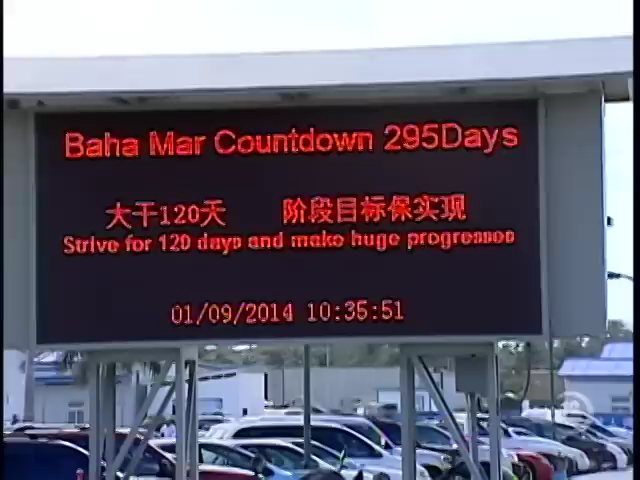 Baha Mar Countdown 295Days
大干120天 阶段目标保实现
Strive for 120 days and make huge progresses
01/09/2014 10:35:51